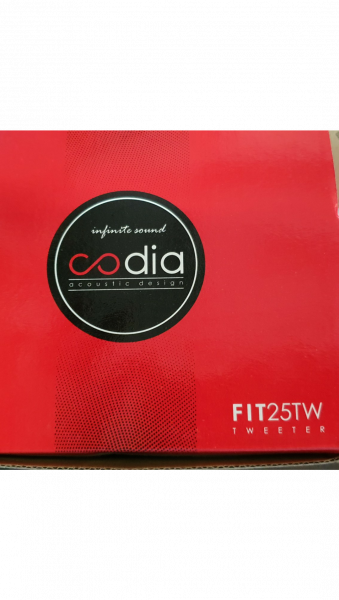 infinite sound
codia
acoustic design
FIT25TW
TWEETER